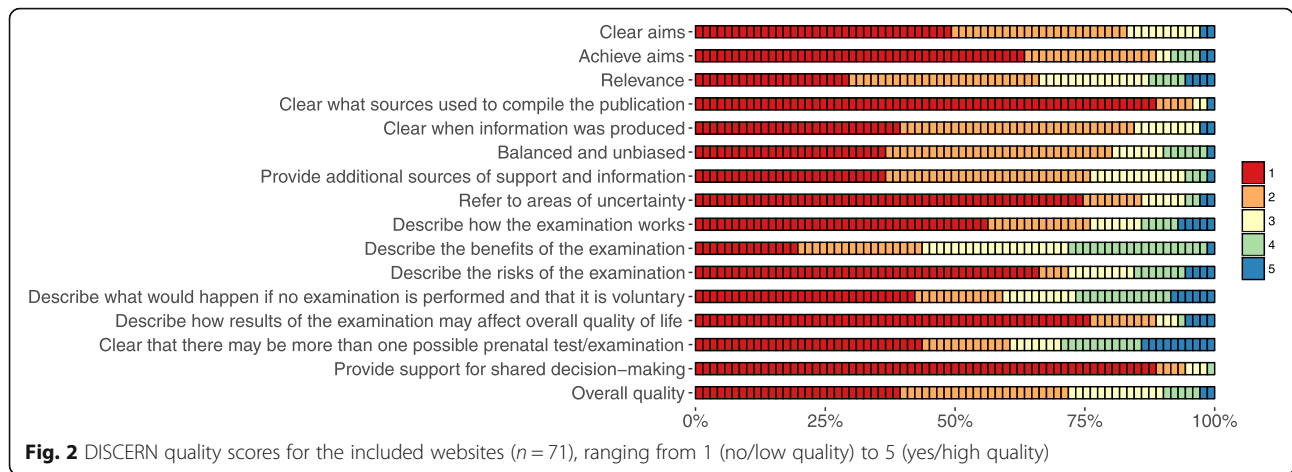 Clear aims
Achieve aims
Relevance
Clear what sources used to compile the publication
Clear when information was produced
Balanced and unbiased
Provide additional sources of support and information
Refer to areas of uncertainty
Describe how the examination works
Describe the benefits of the examination
Describe the risks of the examination
Describe what would happen if no examination is performed and that it is voluntary
Describe how results of the examination may affect overall quality of life
Clear that there may be more than one possible prenatal test/examination
Provide support for shared decision−making
Overall quality
0% 25% 50% 75% 100%
1
2
3
4
5
Fig. 2 DISCERN quality scores for the included websites (n = 71), ranging from 1 (no/low quality) to 5 (yes/high quality)